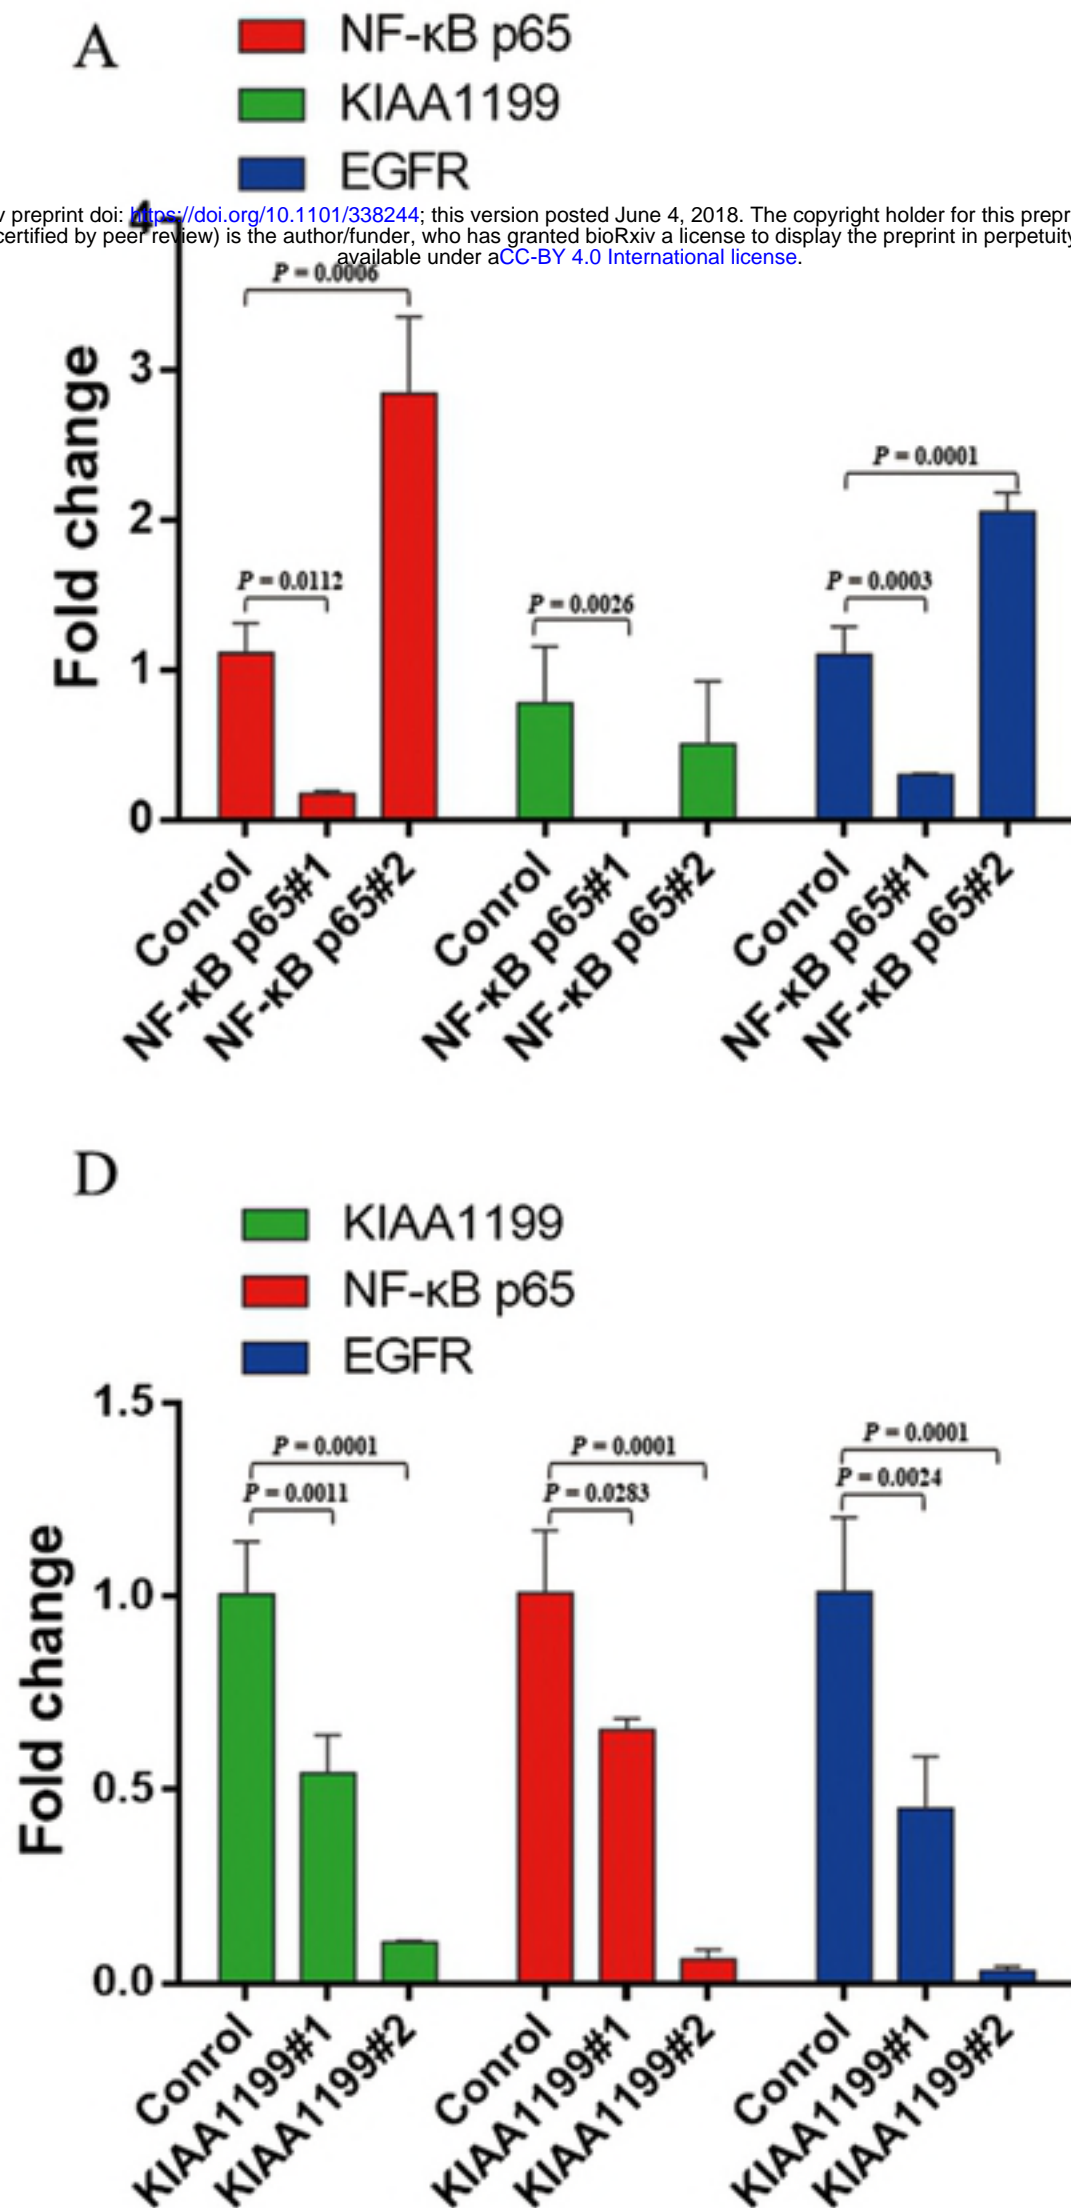 A
NF-κB p65
KIAA1199
EGFR
preprint doi: https://doi.org/10.1101/338244; this version posted June 4, 2018. The copyright holder for this
certified by peer review) is the author/funder, who has granted bioRxiv a license to display the preprint in
available under aCC-BY 4.0 International license.
4
3
2
1
0
Fold change
P = 0.0006
P = 0.0112
P = 0.0026
P = 0.0001
P = 0.0003
Conrol
NF-κB p65#1
NF-κB p65#2
Conrol
NF-κB p65#1
NF-κB p65#2
Conrol
NF-κB p65#1
NF-κB p65#2
D
KIAA1199
NF-κB p65
EGFR
1.5
1.0
0.5
0.0
Fold change
P = 0.0001
P = 0.0011
P = 0.0001
P = 0.0283
P = 0.0001
P = 0.0024
Conrol
KIAA1199#1
KIAA1199#2
Conrol
KIAA1199#1
KIAA1199#2
Conrol
KIAA1199#1
KIAA1199#2